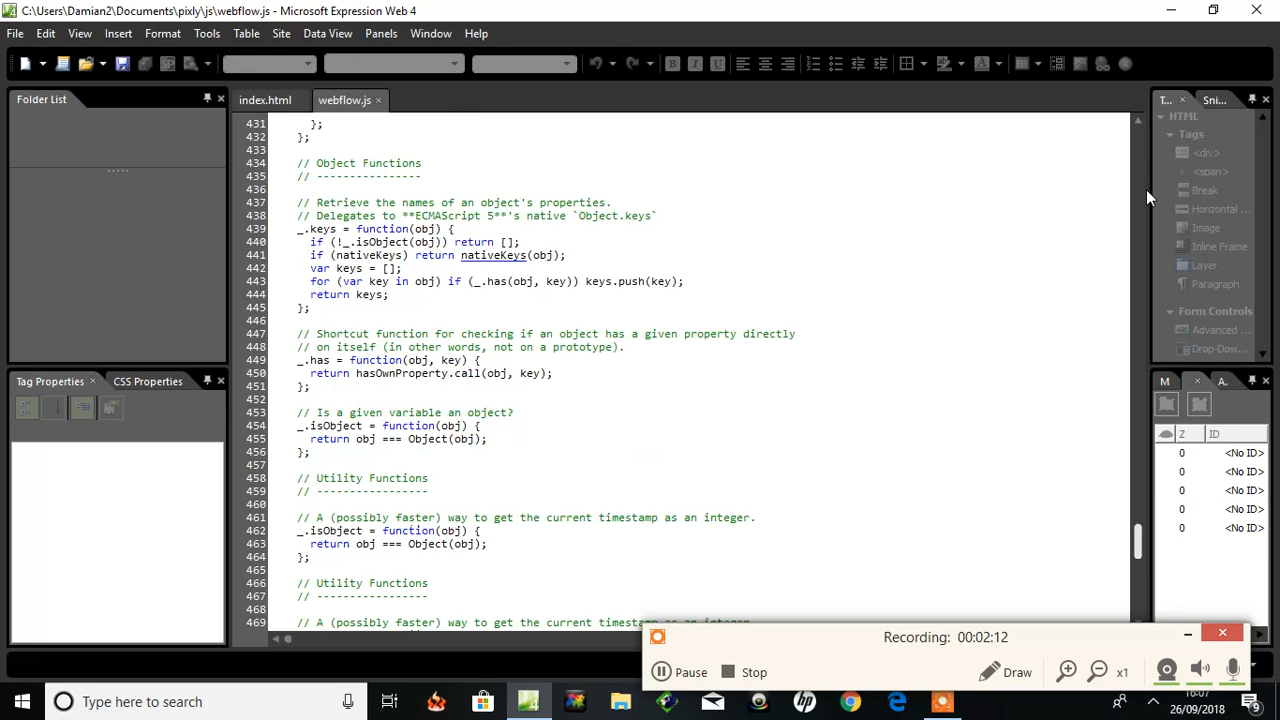 C:\Users\Damian2\Documents\pixly\js\webflow.js - Microsoft Expression Web 4
File Edit View Insert Format Tools Table Site Data View Panels Window Help
Folder List
index.html webflow.js
T... Sni...
431 };
432 };
433
434 // Object Functions
435 // ----------------
436
437 // Retrieve the names of an object's properties.
438 // Delegates to **ECMAScript 5**'s native `Object.keys`
439 _.keys = function(obj) {
440 if (!_.isObject(obj)) return [];
441 if (nativeKeys) return nativeKeys(obj);
442 var keys = [];
443 for (var key in obj) if (_.has(obj, key)) keys.push(key);
444 return keys;
445 };
446
447 // Shortcut function for checking if an object has a given property directly
448 // on itself (in other words, not on a prototype).
449 _.has = function(obj, key) {
450 return hasOwnProperty.call(obj, key);
451 };
452
453 // Is a given variable an object?
454 _.isObject = function(obj) {
455 return obj === Object(obj);
456 };
457
458 // Utility Functions
459 // -----------------
460
461 // A (possibly faster) way to get the current timestamp as an integer.
462 _.isObject = function(obj) {
463 return obj === Object(obj);
464 };
465
466 // Utility Functions
467 // -----------------
468
469 // A (possibly faster) way to get the current timestamp as an integer.
HTML
Tags
<div>
<span>
Break
Horizontal ...
Image
Inline Frame
Layer
Paragraph
Form Controls
Advanced ...
Drop-Dow...
Tag Properties CSS Properties
M A.
Z ID
0 <No ID>
0 <No ID>
0 <No ID>
0 <No ID>
0 <No ID>
Recording: 00:02:12
Pause Stop Draw x1
Type here to search
16:07
26/09/2018
9